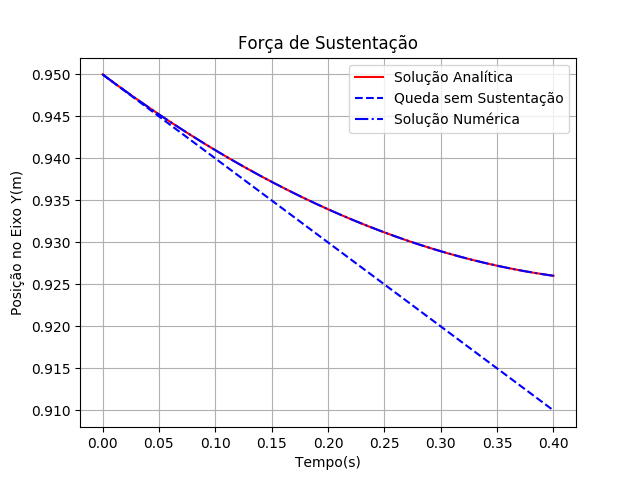 Força de Sustentação
Solução Analítica
Queda sem Sustentação
Solução Numérica
0.950
0.945
0.940
0.935
0.930
0.925
0.920
0.915
0.910
Posição no Eixo Y(m)
0.00 0.05 0.10 0.15 0.20 0.25 0.30 0.35 0.40
Tempo(s)